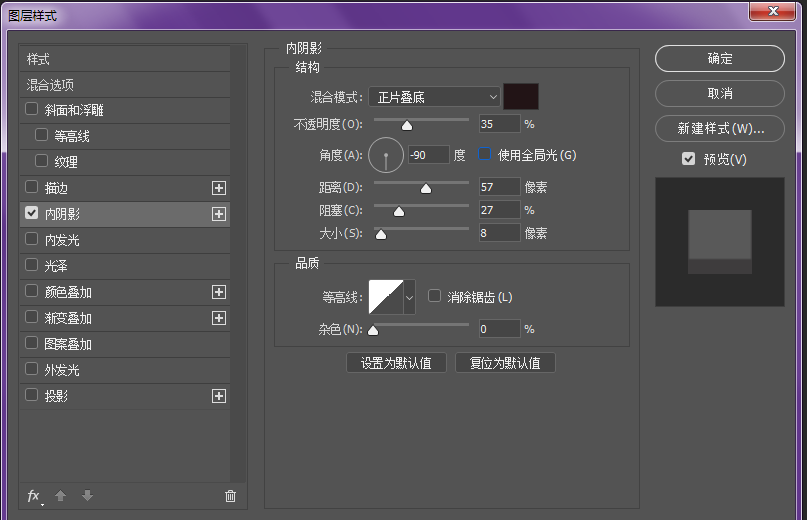 图层样式
样式
混合选项
斜面和浮雕
等高线
纹理
描边
内阴影
内发光
光泽
颜色叠加
渐变叠加
图案叠加
外发光
投影
fx
内阴影
结构
混合模式: 正片叠底
不透明度(O): 35 %
角度(A): -90 度 使用全局光(G)
距离(D): 57 像素
阻塞(C): 27 %
大小(S): 8 像素
品质
等高线: 消除锯齿(L)
杂色(N): 0 %
设置为默认值 复位为默认值
确定
取消
新建样式(W)...
预览(V)